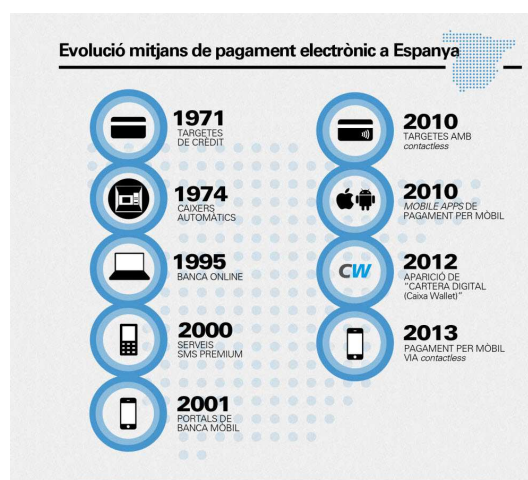 Evolució mitjans de pagament electrònic a Espanya
1971
TARGETES
DE CRÈDIT
1974
CAIXERS
AUTOMÀTICS
1995
BANCA ONLINE
2000
SERVEIS
SMS PREMIUM
2001
PORTALS DE
BANCA MÒBIL
2010
TARGETES AMB
contactless
2010
MOBILE APPS DE
PAGAMENT PER MÒBIL
CW
2012
APARICIÓ DE
“CARTERA DIGITAL
(Caixa Wallet)”
2013
PAGAMENT PER MÒBIL
VIA contactless